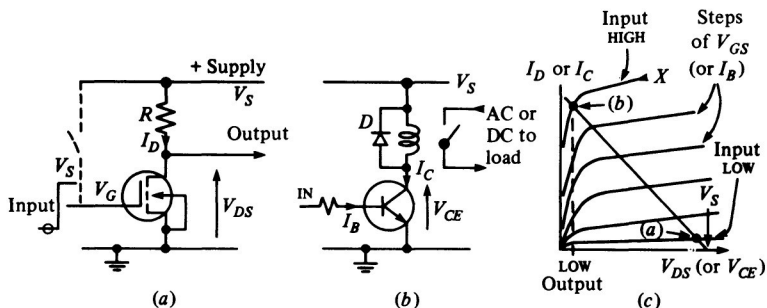 + Supply
V_S
R
I_D
Output
V_S
V_G
Input
V_DS
(a)
V_S
D
AC or
DC to
load
I_C
IN
I_B
V_CE
(b)
Input
HIGH
Steps
of V_GS
(or I_B)
I_D or I_C
X
(b)
Input
LOW
V_S
(a)
LOW
Output
V_DS (or V_CE)
(c)